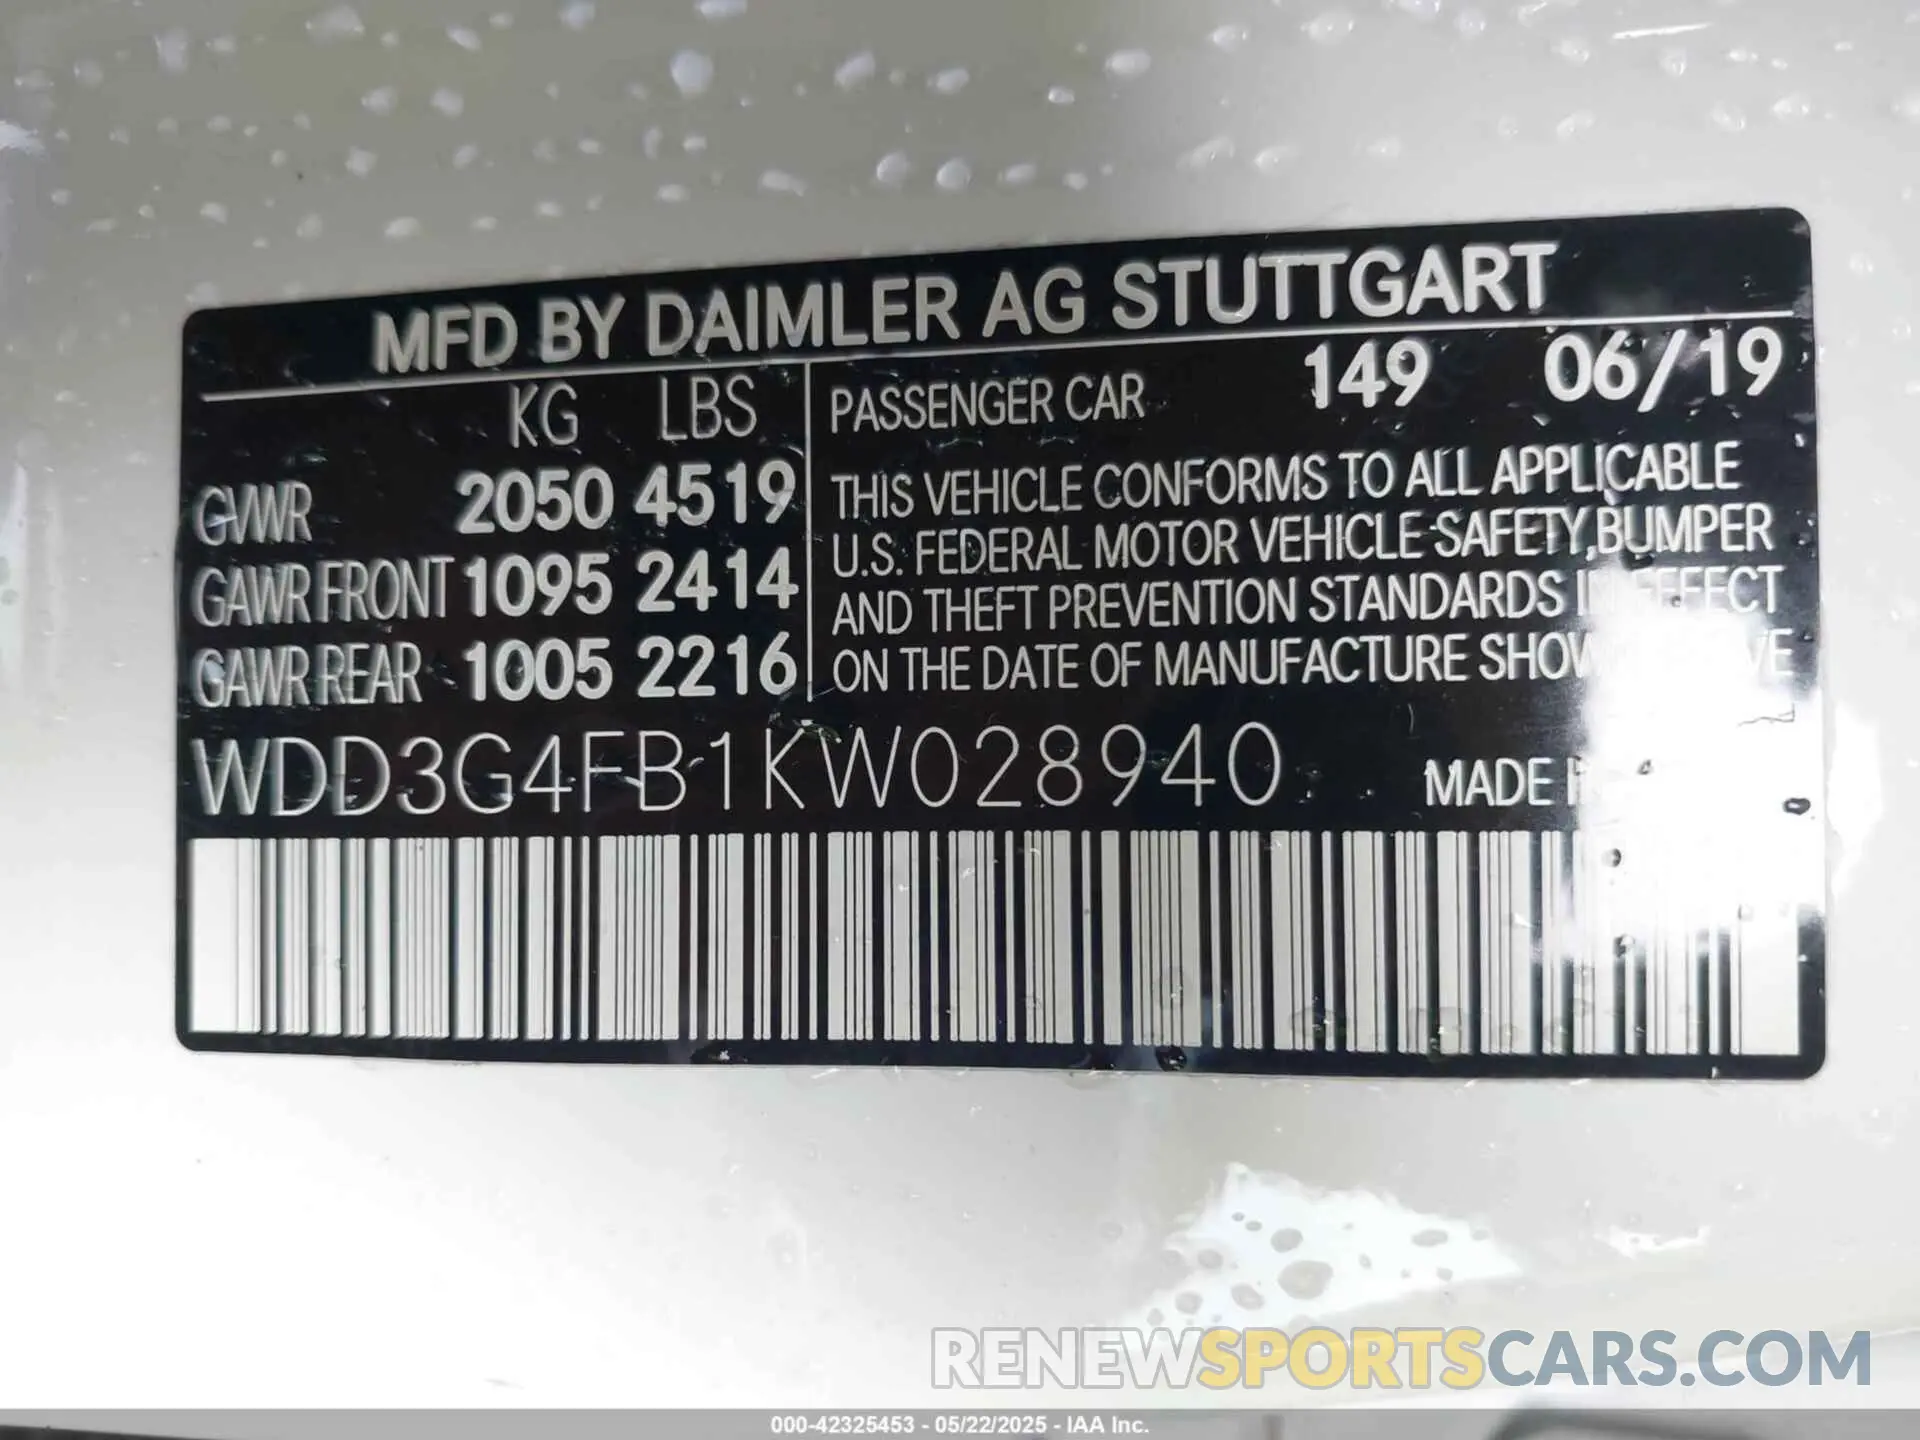 MFD BY DAIMLER AG STUTTGART
KG LBS
GVWR 2050 4519
GAWR FRONT 1095 2414
GAWR REAR 1005 2216
PASSENGER CAR 149 06/19
THIS VEHICLE CONFORMS TO ALL APPLICABLE
U.S. FEDERAL MOTOR VEHICLE SAFETY,BUMPER
AND THEFT PREVENTION STANDARDS EFFECT
ON THE DATE OF MANUFACTURE
WDD3G4FB1KW028940 MADE
RENEWSPORTSCARS.COM
000-42325453 - 05/22/2025 - IAA Inc.